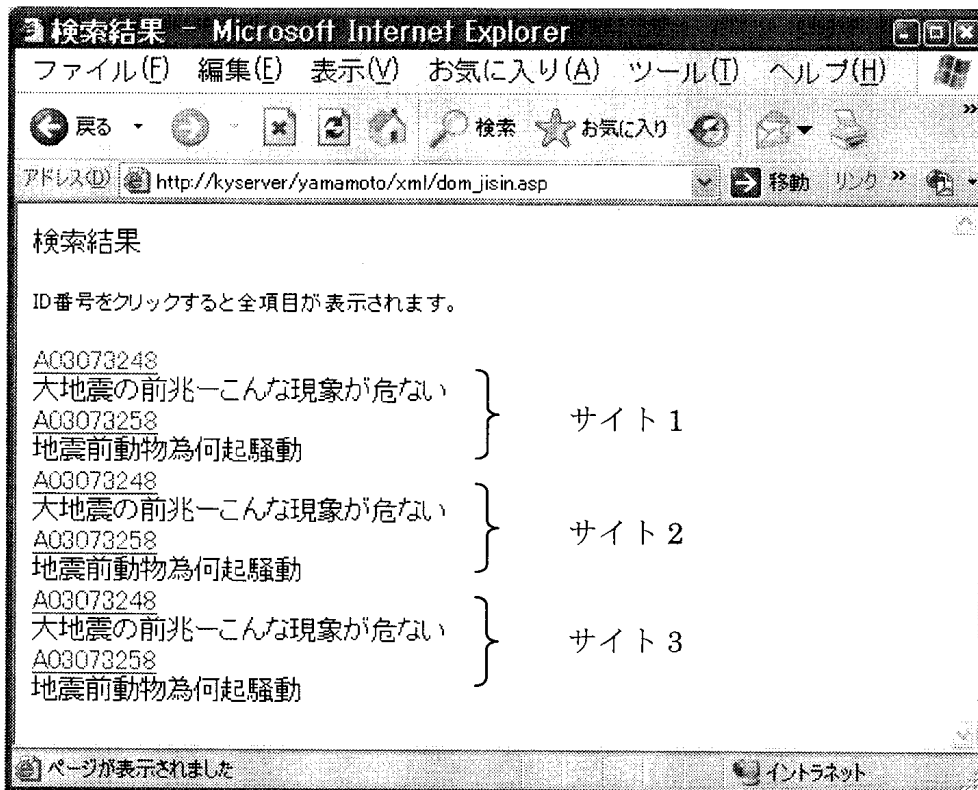 検索結果 - Microsoft Internet Explorer
ファイル(F) 編集(E) 表示(V) お気に入り(A) ツール(T) ヘルプ(H)
戻る 検索 お気に入り »
アドレス(D) http://kyserver/yamamoto/xml/dom_jisin.asp 移動 リンク »
検索結果
ID番号をクリックすると全項目が表示されます。
A03073248
大地震の前兆ーこんな現象が危ない
A03073258
地震前動物為何起騒動
サイト1
A03073248
大地震の前兆ーこんな現象が危ない
A03073258
地震前動物為何起騒動
サイト2
A03073248
大地震の前兆ーこんな現象が危ない
A03073258
地震前動物為何起騒動
サイト3
ページが表示されました イントラネット